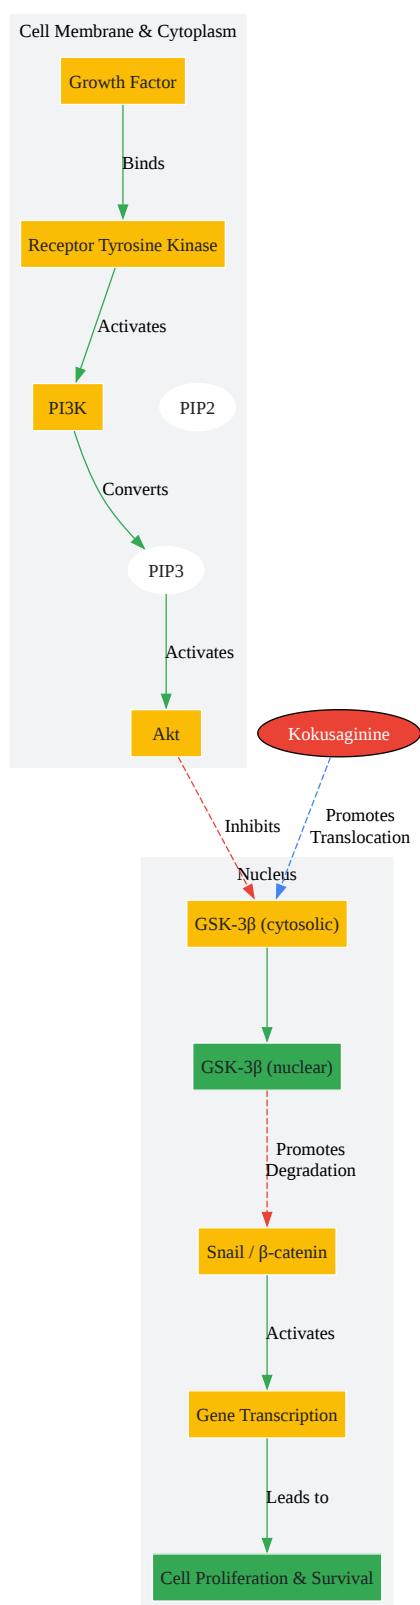 Cell Membrane & Cytoplasm
Growth Factor
Binds
Receptor Tyrosine Kinase
Activates
PI3K
PIP2
Converts
PIP3
Activates
Akt
Kokusaginine
Inhibits
Promotes
Translocation
Nucleus
GSK-3β (cytosolic)
GSK-3β (nuclear)
Promotes
Degradation
Snail / β-catenin
Activates
Gene Transcription
Leads to
Cell Proliferation & Survival